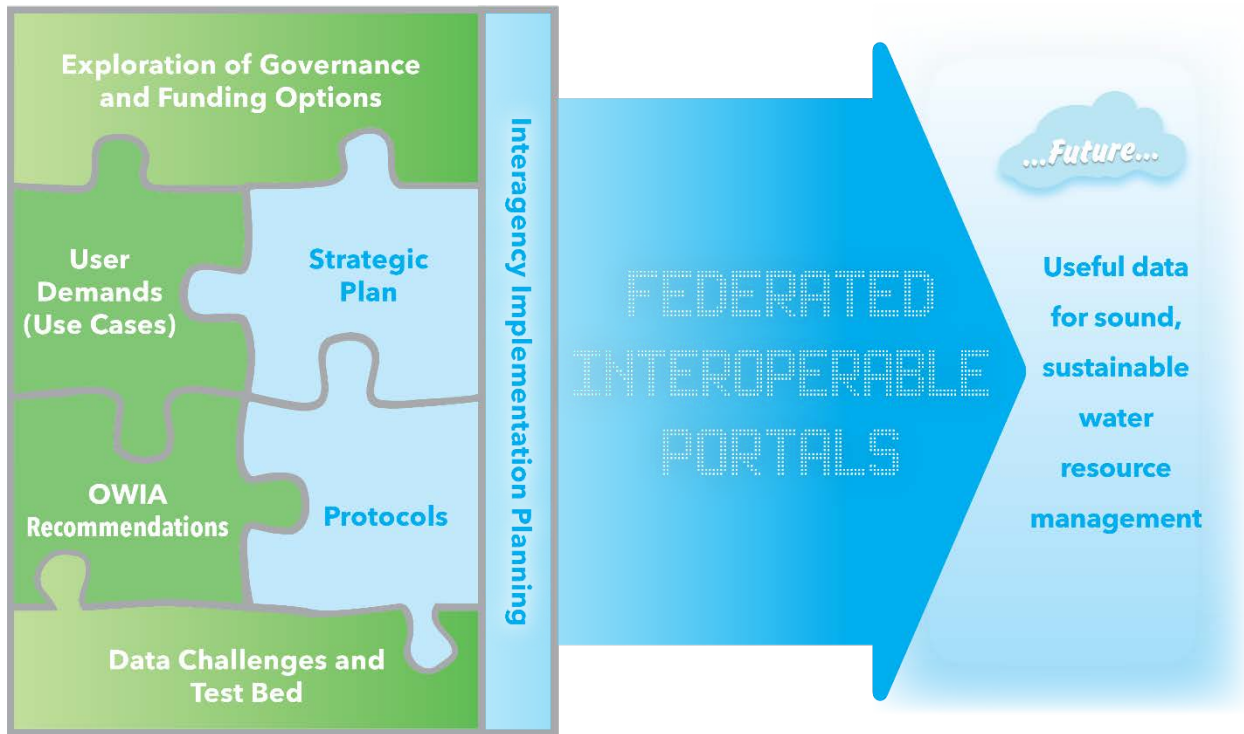 Exploration of Governance
and Funding Options
User
Demands
(Use Cases)
Strategic
Plan
OWIA
Recommendations
Protocols
Data Challenges and
Test Bed
Interagency Implementation Planning
FEDERATED
INTEROPERABLE
PORTALS
...Future...
Useful data
for sound,
sustainable
water
resource
management